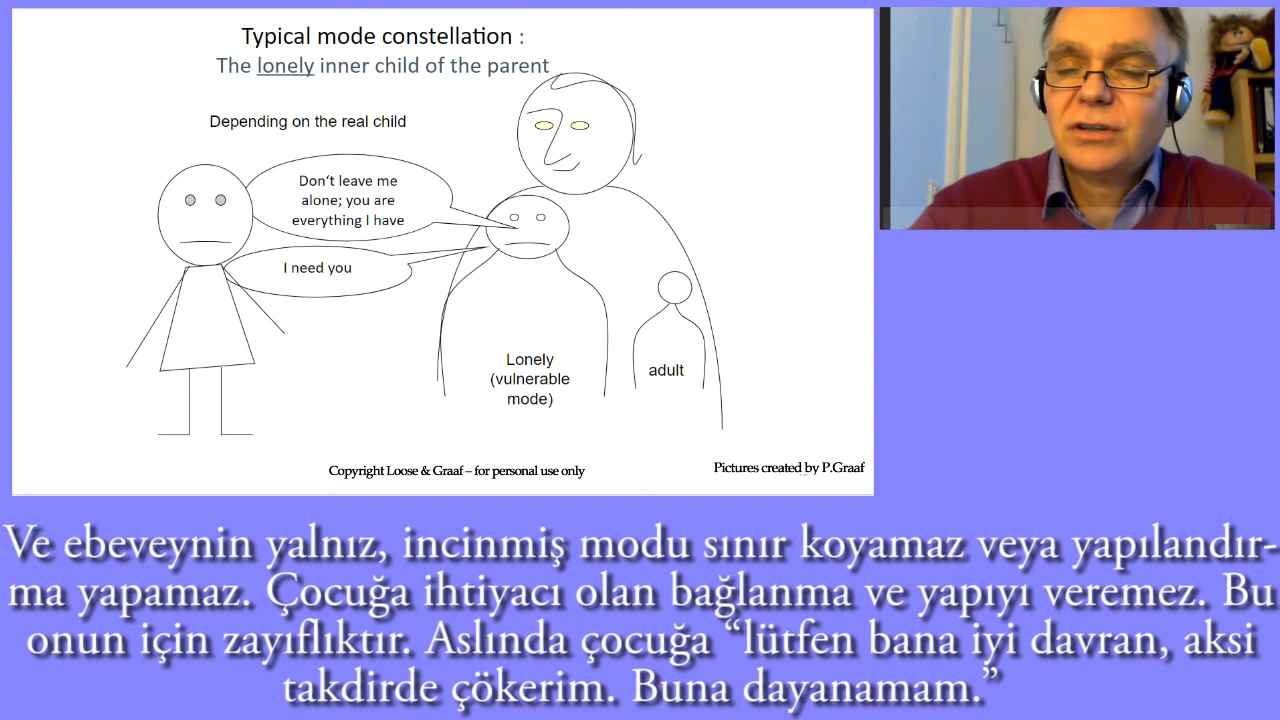 Typical mode constellation :
The lonely inner child of the parent
Depending on the real child
Don‘t leave me
alone; you are
everything I have
I need you
Lonely
(vulnerable
mode)
adult
Copyright Loose & Graaf – for personal use only
Pictures created by P.Graaf
Ve ebeveynin yalnız, incinmiş modu sınır koyamaz veya yapılandır-
ma yapamaz. Çocuğa ihtiyacı olan bağlanma ve yapıyı veremez. Bu
onun için zayıflıktır. Aslında çocuğa “lütfen bana iyi davran, aksi
takdirde çökerim. Buna dayanamam.”